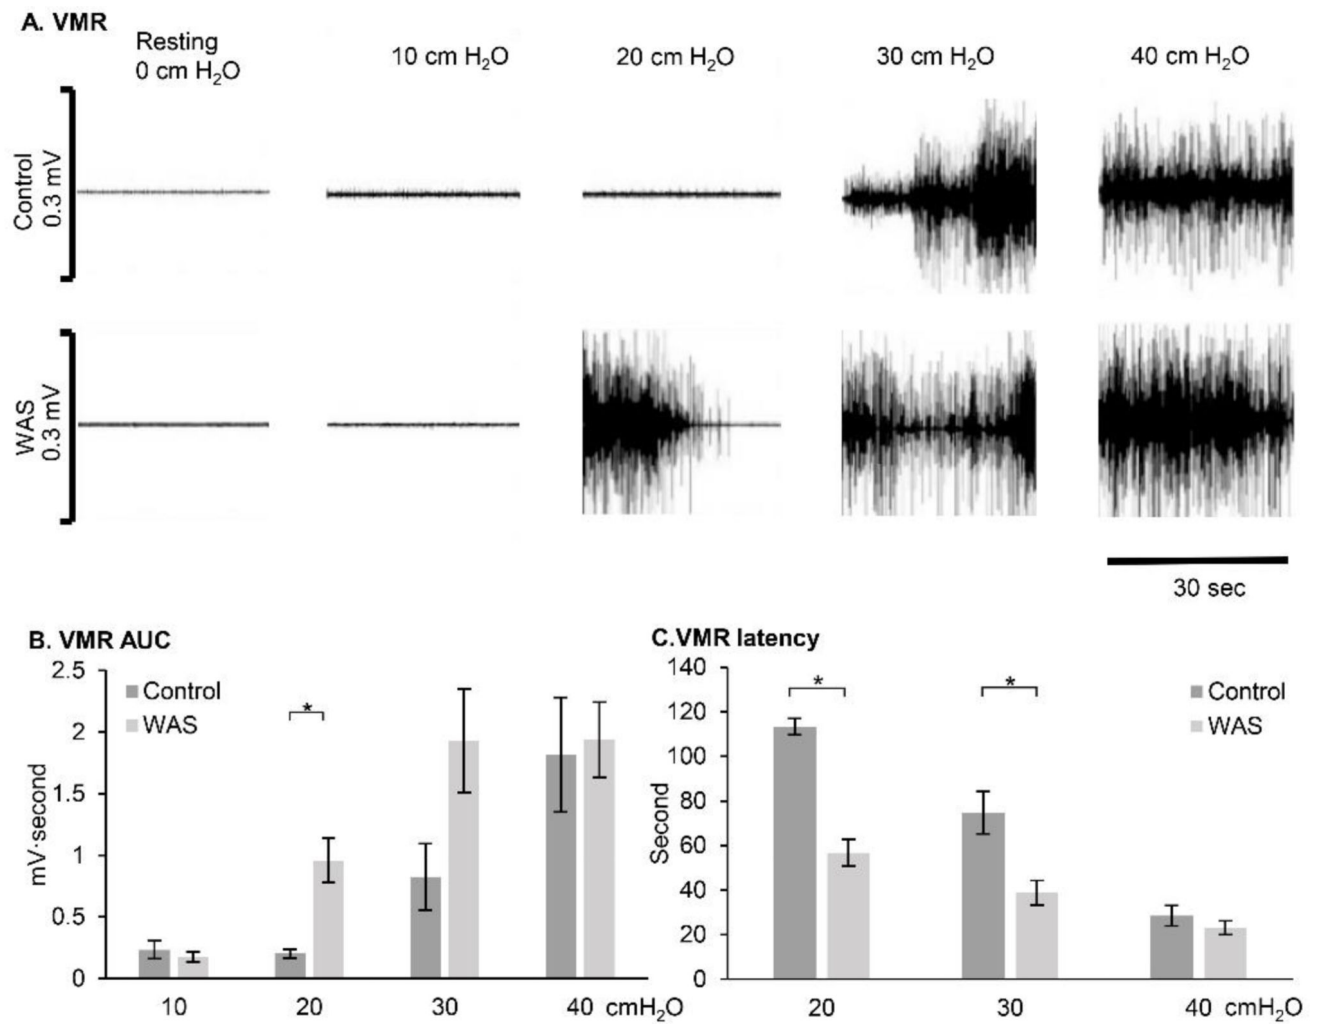 A. VMR
Resting
0 cm H₂O
10 cm H₂O
20 cm H₂O
30 cm H₂O
40 cm H₂O
Control
0.3 mV
WAS
0.3 mV
30 sec
B. VMR AUC
2.5
2
1.5
1
0.5
0
mV·second
Control
WAS
*
10
20
30
40 cmH₂O
C.VMR latency
140
120
100
80
60
40
20
0
Second
*
*
Control
WAS
20
30
40 cmH₂O